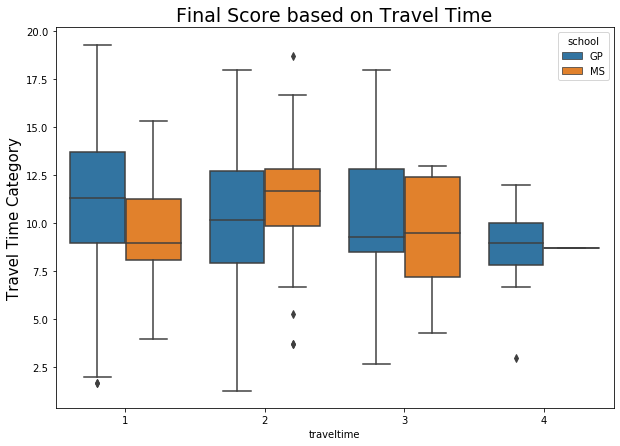 Final Score based on Travel Time
20.0
17.5
15.0
12.5
10.0
7.5
5.0
2.5
Travel Time Category
school
GP
MS
1 2 3 4
traveltime